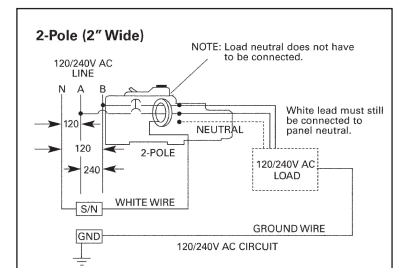 2-Pole (2" Wide)
NOTE: Load neutral does not have
to be connected.
120/240V AC
LINE
N A B
120
120
240
NEUTRAL
2-POLE
White lead must still
be connected to
panel neutral.
120/240V AC
LOAD
S/N
WHITE WIRE
GND
GROUND WIRE
120/240V AC CIRCUIT